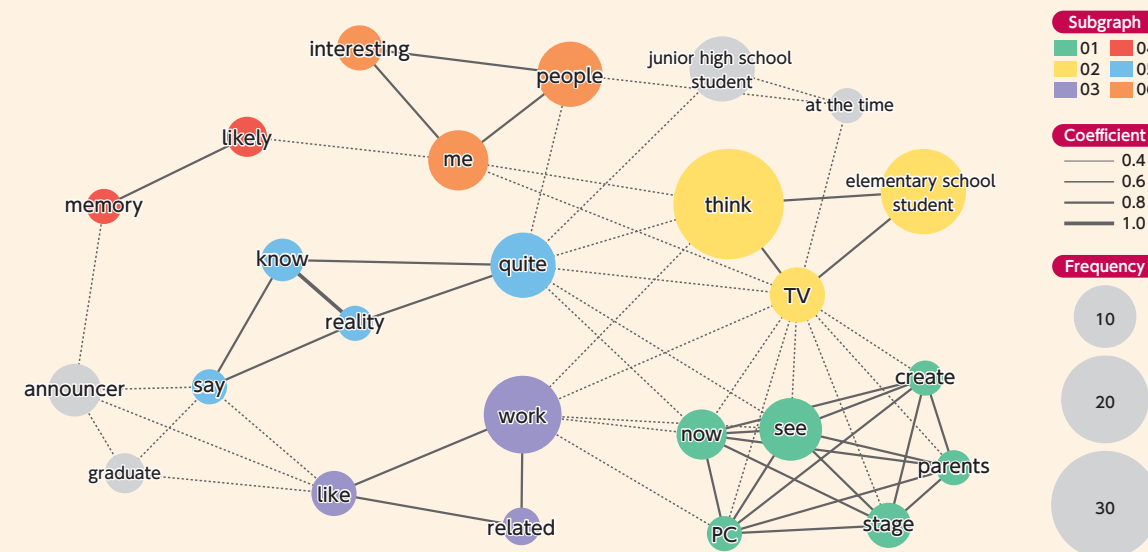 Subgraph
01
02
03
interesting
people
junior high school
student
at the time
likely
me
think
elementary school
student
memory
know
quite
reality
TV
announcer
say
work
create
now
see
graduate
like
related
parents
PC
stage
Coefficient
0.4
0.6
0.8
1.0
Frequency
10
20
30